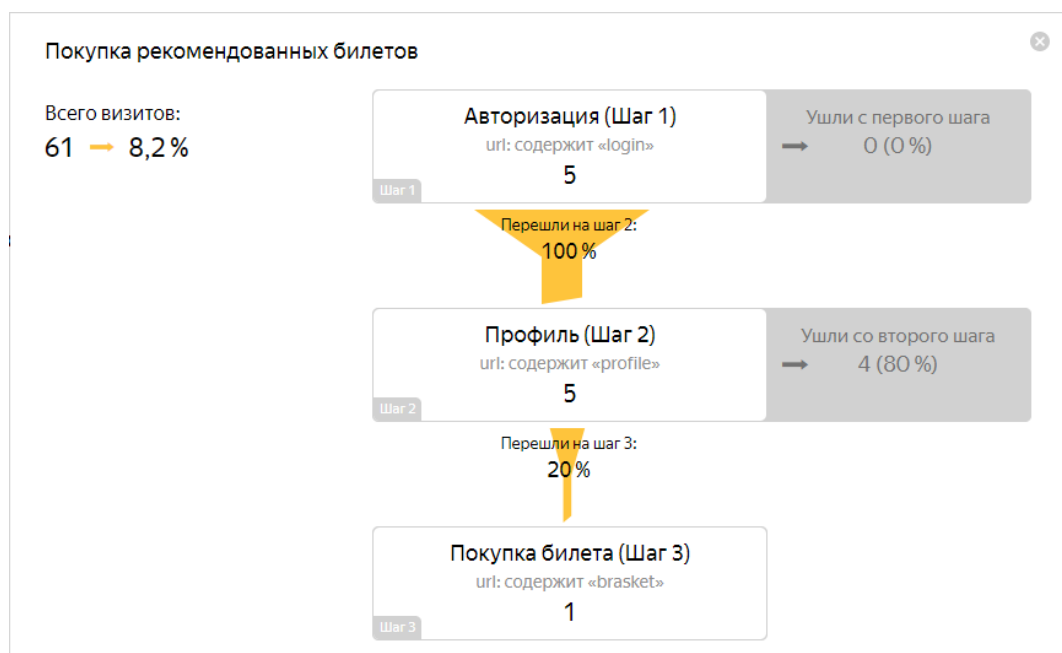 Покупка рекомендованных билетов
Всего визитов:
61 → 8,2 %
Авторизация (Шаг 1)
url: содержит «login»
5
Шаг 1
Ушли с первого шага
→ 0 (0 %)
Перешли на шаг 2:
100 %
Профиль (Шаг 2)
url: содержит «profile»
5
Шаг 2
Ушли со второго шага
→ 4 (80 %)
Перешли на шаг 3:
20 %
Покупка билета (Шаг 3)
url: содержит «brasket»
1
Шаг 3